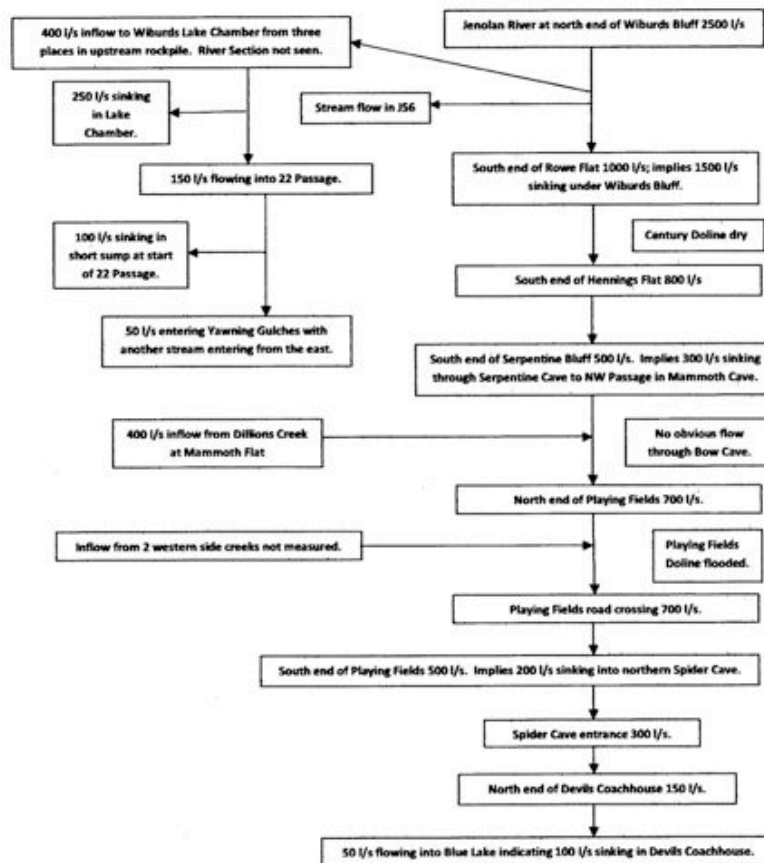 400 l/s inflow to Wiburds Lake Chamber from three
places in upstream rockpile. River Section not seen.
Jenolan River at north end of Wiburds Bluff 2500 l/s
250 l/s sinking
in Lake
Chamber.
Stream flow in J56
150 l/s flowing into 22 Passage.
South end of Rowe Flat 1000 l/s; implies 1500 l/s
sinking under Wiburds Bluff.
100 l/s sinking in
short sump at start
of 22 Passage.
Century Doline dry
South end of Hennings Flat 800 l/s
50 l/s entering Yawning Gulches with
another stream entering from the east.
South end of Serpentine Bluff 500 l/s. Implies 300 l/s sinking
through Serpentine Cave to NW Passage in Mammoth Cave.
400 l/s inflow from Dillions Creek
at Mammoth Flat
No obvious flow
through Bow Cave.
North end of Playing Fields 700 l/s.
Inflow from 2 western side creeks not measured.
Playing Fields
Doline flooded.
Playing Fields road crossing 700 l/s.
South end of Playing Fields 500 l/s. Implies 200 l/s sinking into northern Spider Cave.
Spider Cave entrance 300 l/s.
North end of Devils Coachhouse 150 l/s.
50 l/s flowing into Blue Lake indicating 100 l/s sinking in Devils Coachhouse.